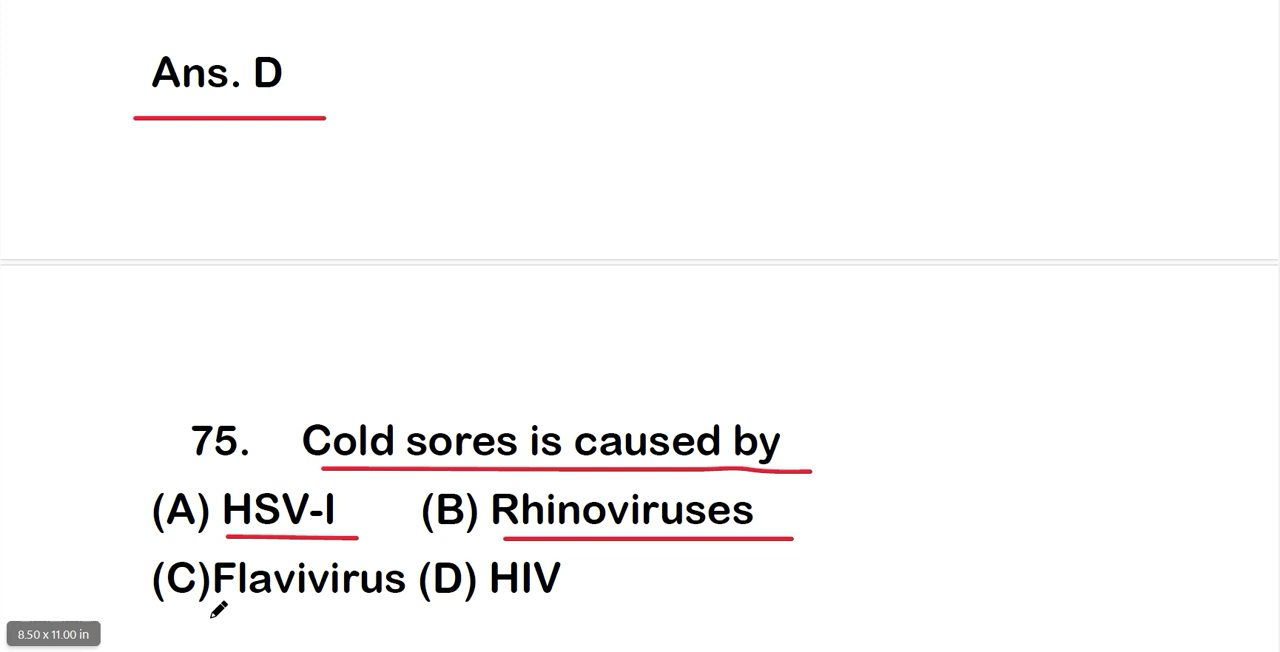 Ans. D
75. Cold sores is caused by
(A) HSV-I (B) Rhinoviruses
(C)Flavivirus (D) HIV
8.50 x 11.00 in